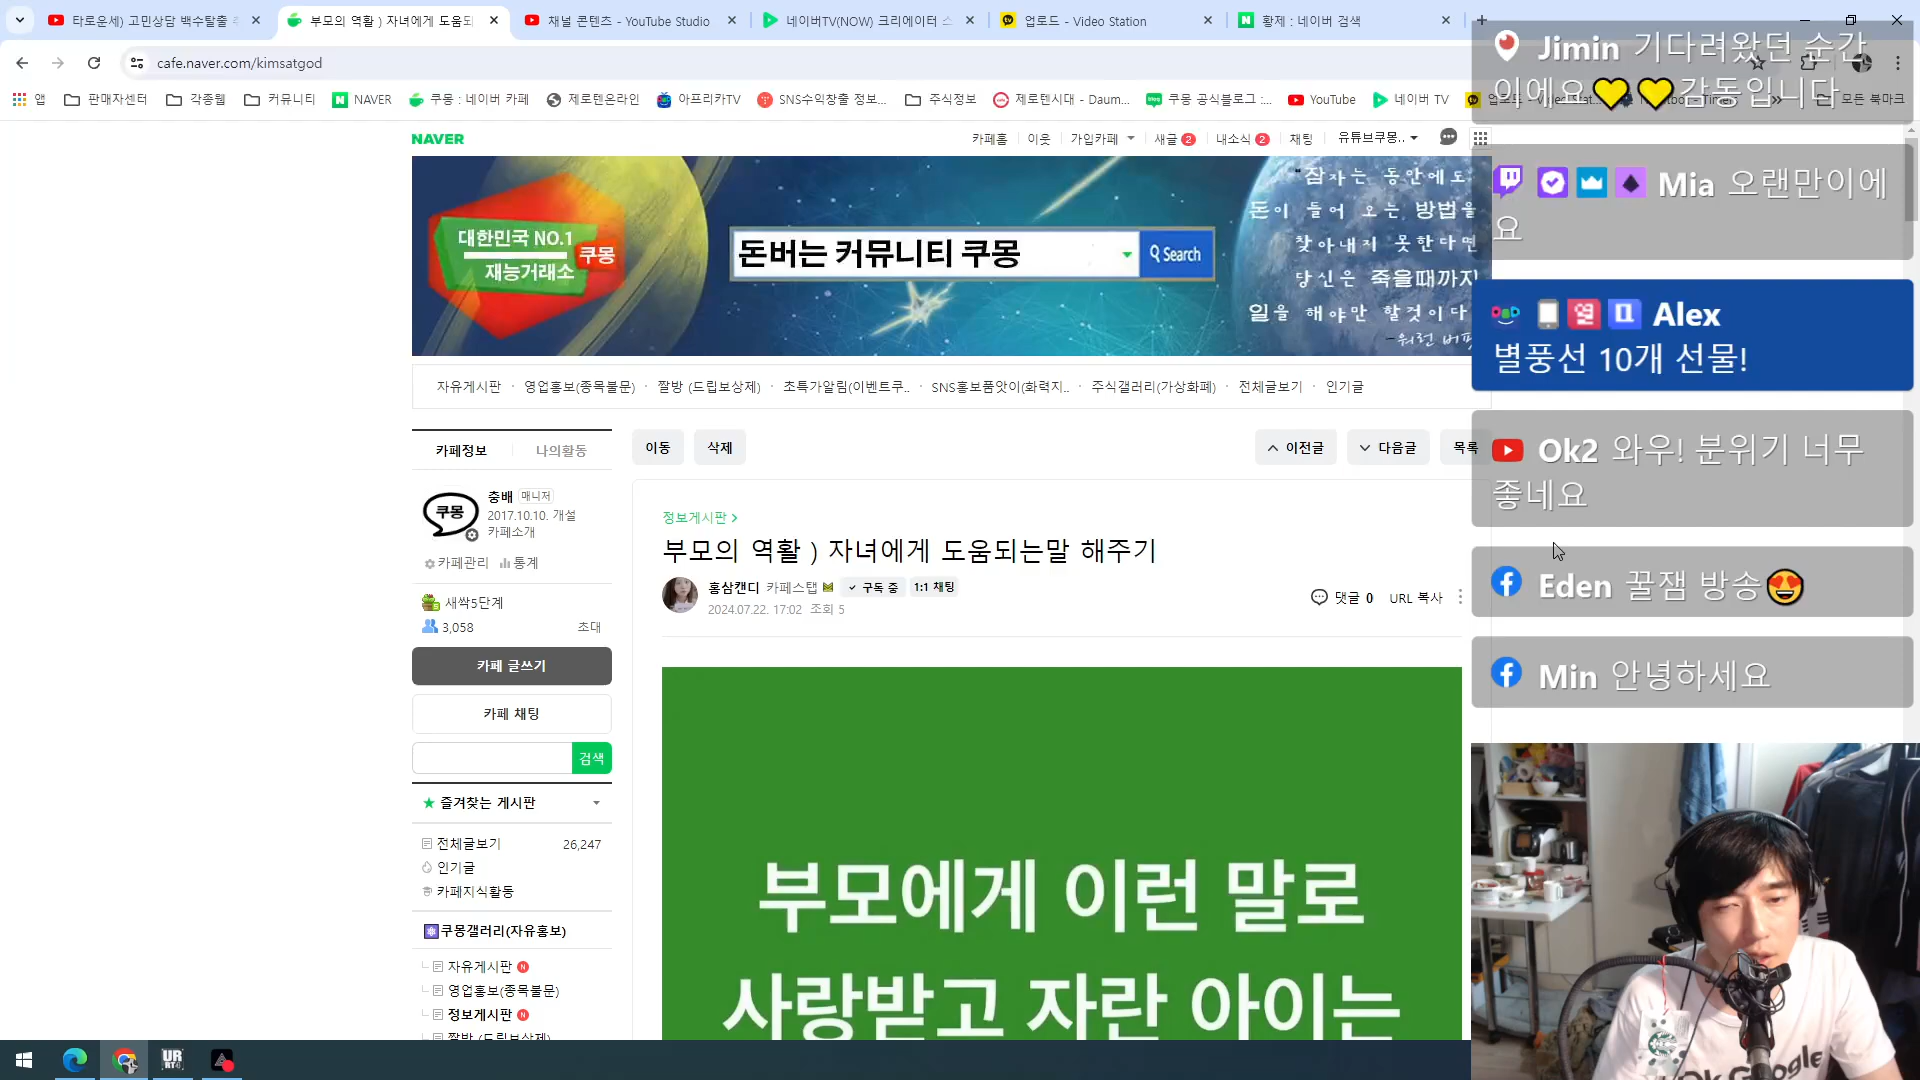 타로운세) 고민상담 백수탈출
부모의 역활 ) 자녀에게 도움되
채널 콘텐츠 - YouTube Studio
네이버TV(NOW) 크리에이터 스
업로드 - Video Station
황제 : 네이버 검색
cafe.naver.com/kimsatgod
앱
판매자센터
각종웹
커뮤니티
NAVER
쿠몽 : 네이버 카페
제로텐온라인
아프리카TV
SNS수익창출 정보...
주식정보
제로텐시대 - Daum...
쿠몽 공식블로그 :...
YouTube
네이버 TV
모든 북마크
NAVER
카페홈
이웃
가입카페
새글 2
내소식 2
채팅
유튜브쿠몽..
대한민국 NO.1
재능거래소
쿠몽
돈버는 커뮤니티 쿠몽
Search
"잠자는 동안에도
돈이 들어 오는 방법을
찾아내지 못한다면
당신은 죽을때까지
일을 해야만 할것이다
-워런 버핏
자유게시판 · 영업홍보(종목불문) · 짤방 (드립보상제) · 초특가알림(이벤트쿠.. · SNS홍보품앗이(화력지.. · 주식갤러리(가상화폐) · 전체글보기 · 인기글
카페정보
나의활동
쿠몽
충배 매니저
2017.10.10. 개설
카페소개
카페관리
통계
새싹5단계
3,058
초대
카페 글쓰기
카페 채팅
검색
즐겨찾는 게시판
전체글보기 26,247
인기글
카페지식활동
쿠몽갤러리(자유홍보)
자유게시판 N
영업홍보(종목불문)
정보게시판 N
짤방 (드립보상제)
이동
삭제
이전글
다음글
목록
정보게시판 >
부모의 역활 ) 자녀에게 도움되는말 해주기
홍삼캔디 카페스탭 구독 중 1:1 채팅
2024.07.22. 17:02 조회 5
댓글 0 URL 복사
부모에게 이런 말로
사랑받고 자란 아이는
Jimin 기다려왔던 순간
이에요💛💛감동입니다
Mia 오랜만이에
요
열
Alex
별풍선 10개 선물!
Ok2 와우! 분위기 너무
좋네요
Eden 꿀잼 방송😍
Min 안녕하세요
UR
RT4
Ok Google